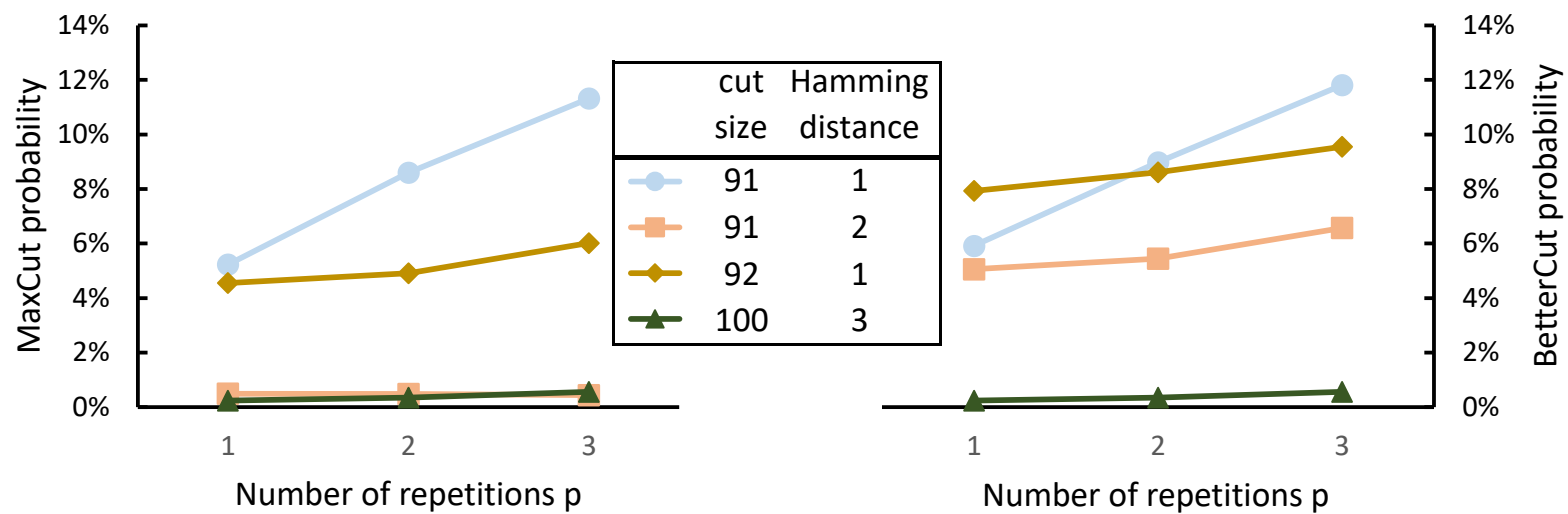 MaxCut probability
14%
12%
10%
8%
6%
4%
2%
0%
1 2 3
Number of repetitions p
cut Hamming
size distance
91 1
91 2
92 1
100 3
14%
12%
10%
8%
6%
4%
2%
0%
1 2 3
Number of repetitions p
BetterCut probability